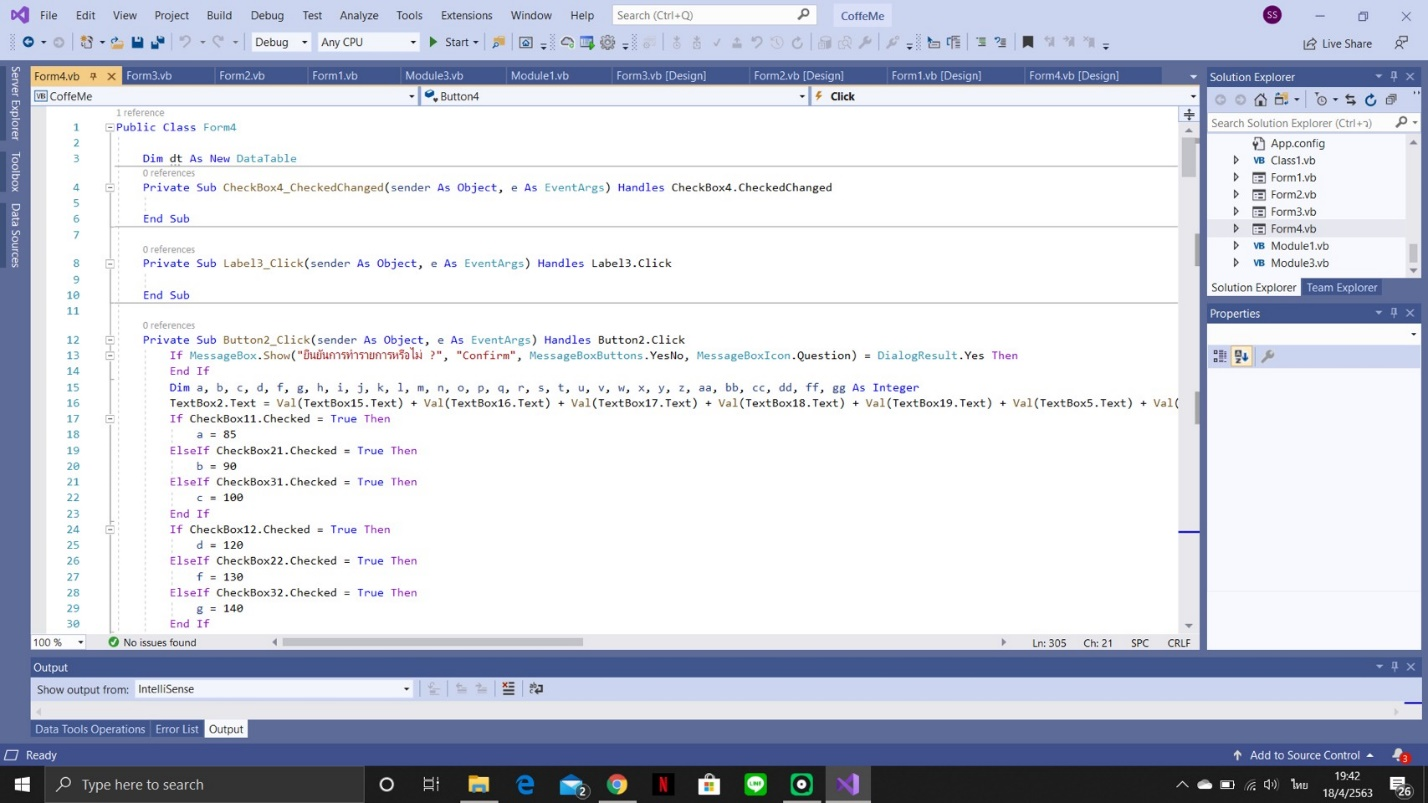 File Edit View Project Build Debug Test Analyze Tools Extensions Window Help Search (Ctrl+Q) CoffeMe SS
Debug Any CPU Start Live Share
Form4.vb Form3.vb Form2.vb Form1.vb Module3.vb Module1.vb Form3.vb [Design] Form2.vb [Design] Form1.vb [Design] Form4.vb [Design]
VB CoffeMe Button4 Click
1 reference
1 Public Class Form4
2
3 Dim dt As New DataTable
0 references
4 Private Sub CheckBox4_CheckedChanged(sender As Object, e As EventArgs) Handles CheckBox4.CheckedChanged
5
6 End Sub
7
0 references
8 Private Sub Label3_Click(sender As Object, e As EventArgs) Handles Label3.Click
9
10 End Sub
11
0 references
12 Private Sub Button2_Click(sender As Object, e As EventArgs) Handles Button2.Click
13 If MessageBox.Show("ยืนยันการทำรายการหรือไม่ ?", "Confirm", MessageBoxButtons.YesNo, MessageBoxIcon.Question) = DialogResult.Yes Then
14 End If
15 Dim a, b, c, d, f, g, h, i, j, k, l, m, n, o, p, q, r, s, t, u, v, w, x, y, z, aa, bb, cc, dd, ff, gg As Integer
16 TextBox2.Text = Val(TextBox15.Text) + Val(TextBox16.Text) + Val(TextBox17.Text) + Val(TextBox18.Text) + Val(TextBox19.Text) + Val(TextBox5.Text) + Val(
17 If CheckBox11.Checked = True Then
18 a = 85
19 ElseIf CheckBox21.Checked = True Then
20 b = 90
21 ElseIf CheckBox31.Checked = True Then
22 c = 100
23 End If
24 If CheckBox12.Checked = True Then
25 d = 120
26 ElseIf CheckBox22.Checked = True Then
27 f = 130
28 ElseIf CheckBox32.Checked = True Then
29 g = 140
30 End If
100 % No issues found Ln: 305 Ch: 21 SPC CRLF
Server Explorer
Toolbox
Data Sources
Solution Explorer
Search Solution Explorer (Ctrl+ว)
App.config
VB Class1.vb
Form1.vb
Form2.vb
Form3.vb
Form4.vb
VB Module1.vb
VB Module3.vb
Solution Explorer Team Explorer
Properties
Output
Show output from: IntelliSense
Data Tools Operations Error List Output
Ready Add to Source Control 3
Type here to search 2 N LINE ไทย 19:42
18/4/2563 26